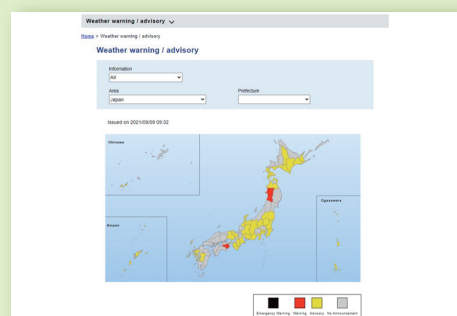 Weather warning / advisory
Home > Weather warning / advisory
Weather warning / advisory
Information
All
Area
Japan
Prefecture
Issued on 2021/09/09 09:32
Okinawa
Amami
Ogasawara
Emergency Warning Warning Advisory No Announcement